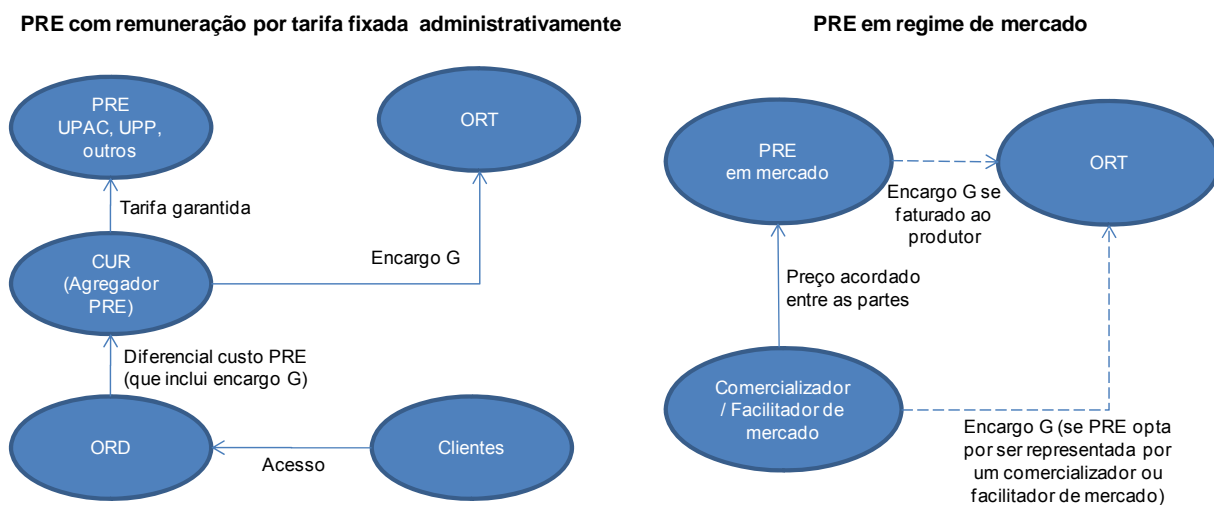 PRE com remuneração por tarifa fixada administrativamente
PRE
UPAC, UPP,
outros
ORT
Tarifa garantida
CUR
(Agregador
PRE)
Encargo G
Diferencial custo PRE
(que inclui encargo G)
ORD
Acesso
Clientes
PRE em regime de mercado
PRE
em mercado
ORT
Encargo G se
faturado ao
produtor
Preço acordado
entre as partes
Comercializador
/ Facilitador de
mercado
Encargo G (se PRE opta
por ser representada por
um comercializador ou
facilitador de mercado)